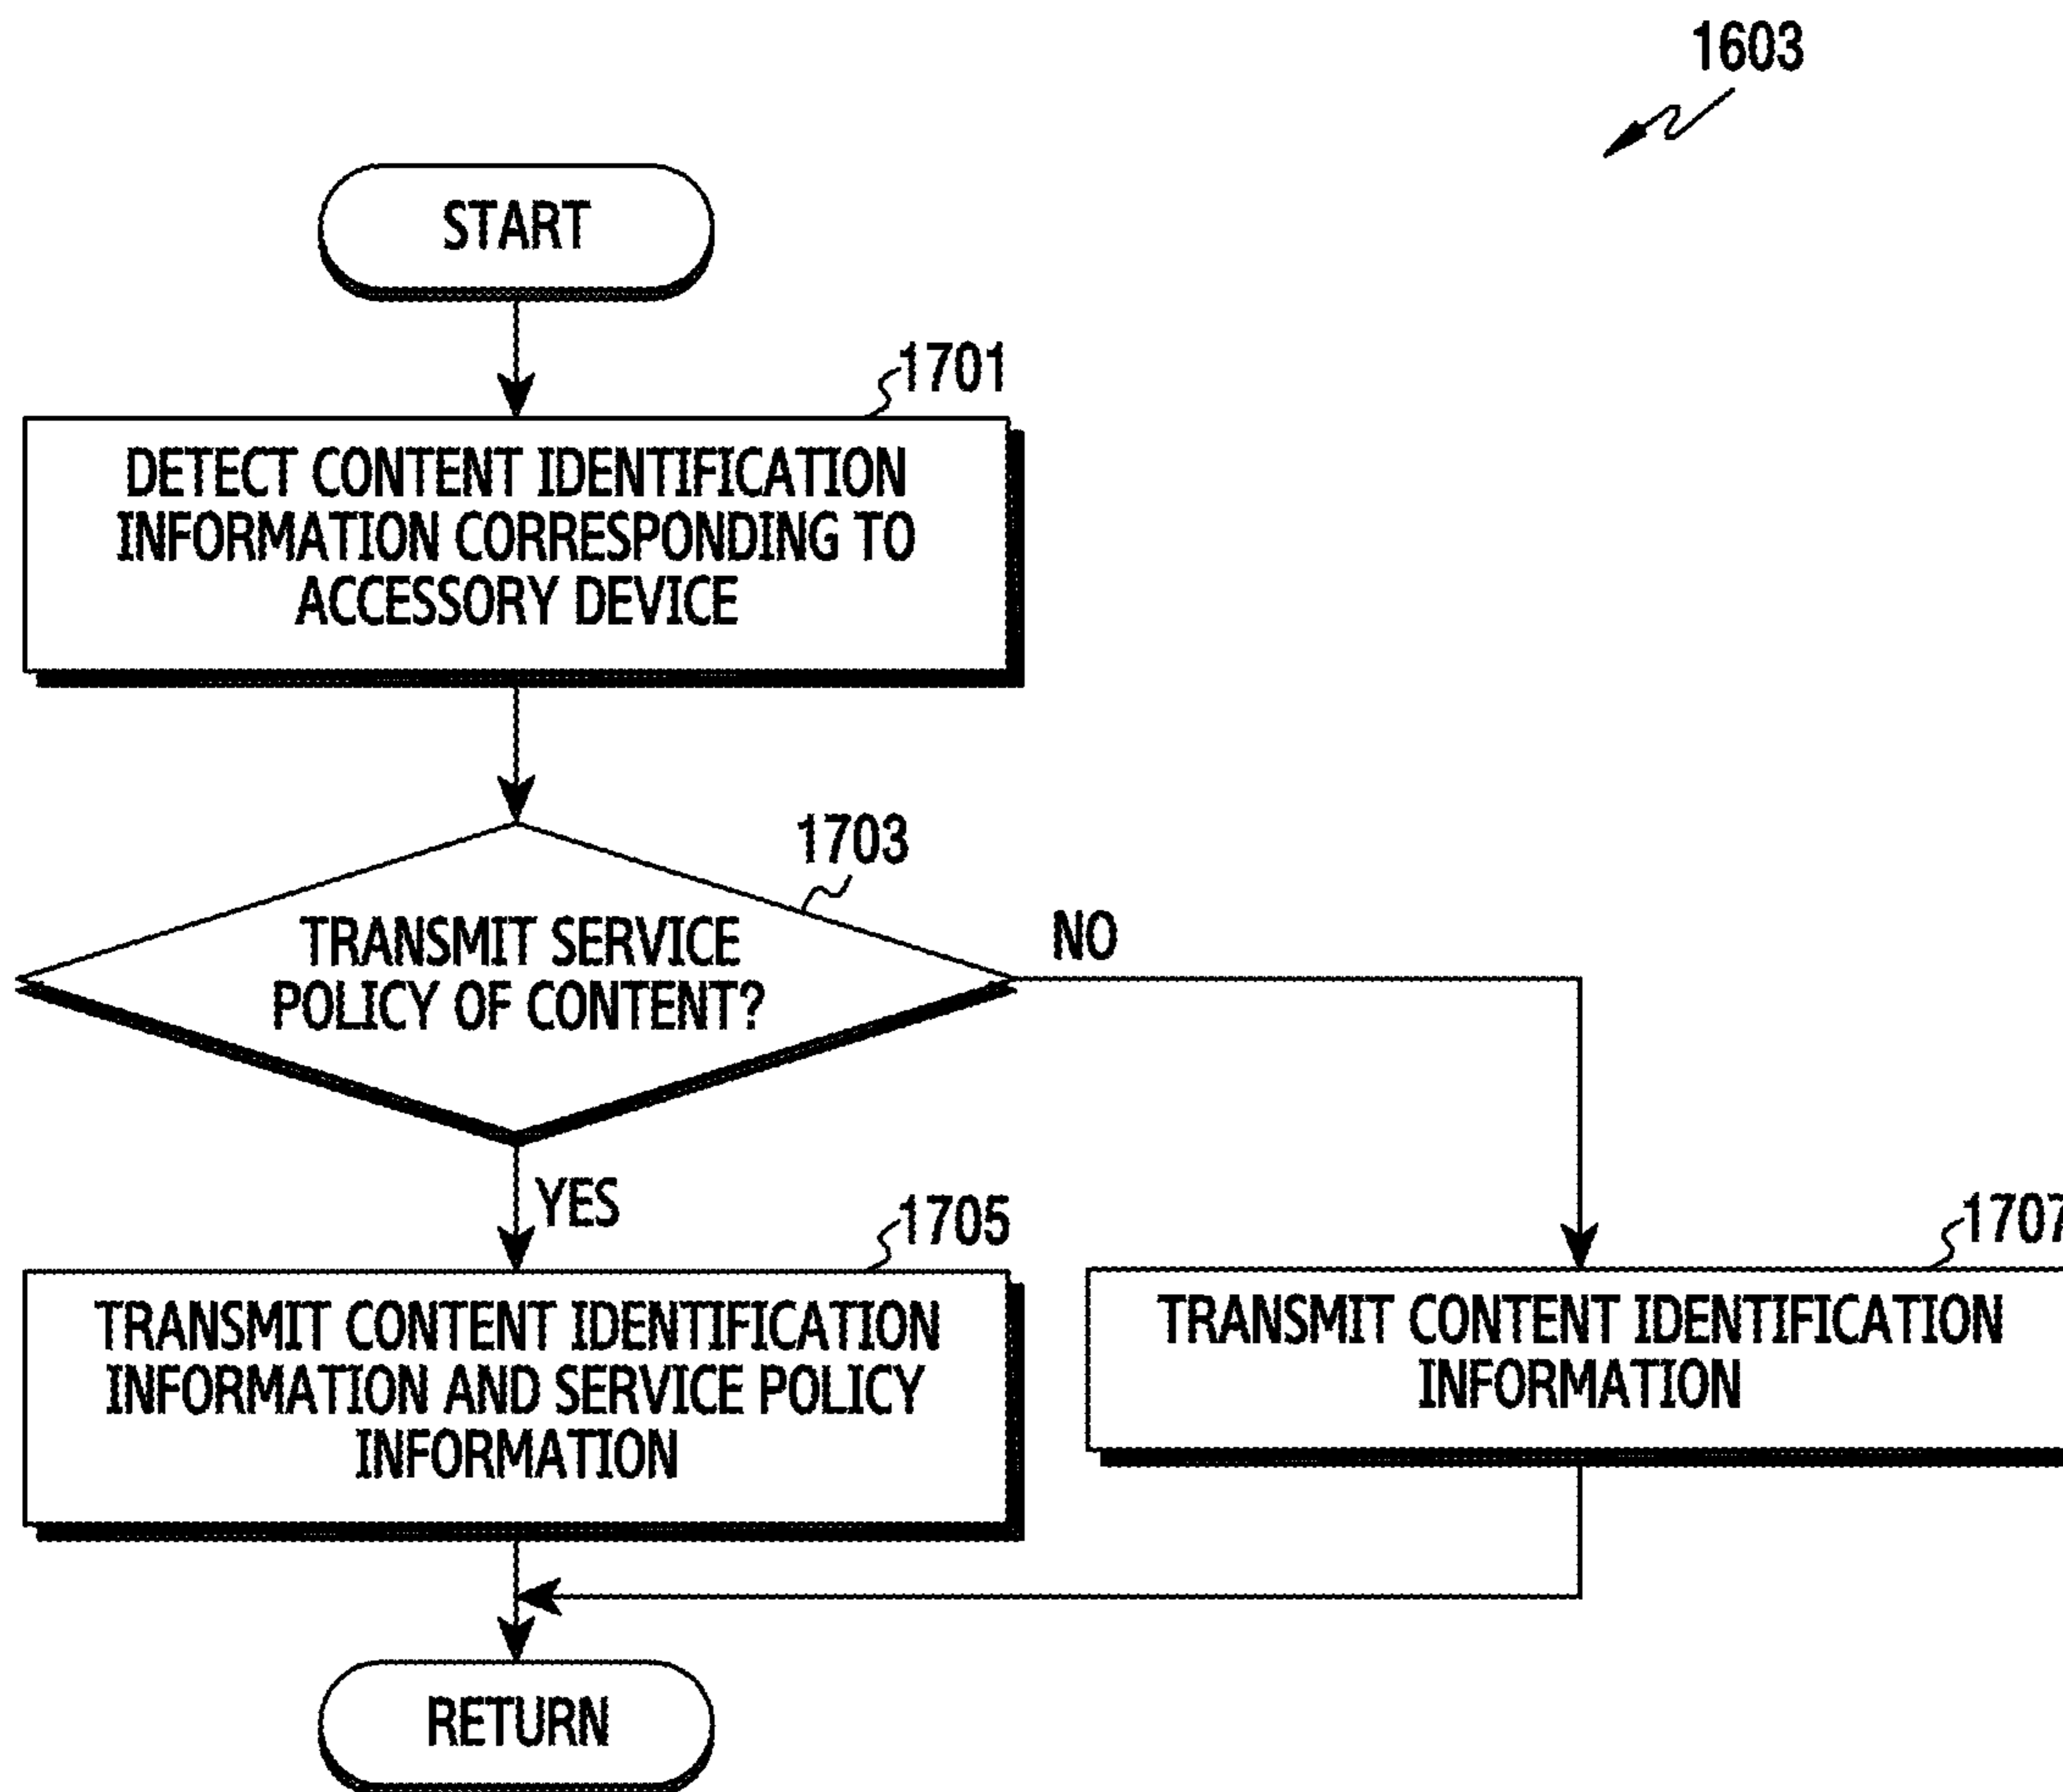 1603
START
1701
DETECT CONTENT IDENTIFICATION
INFORMATION CORRESPONDING TO
ACCESSORY DEVICE
1703
TRANSMIT SERVICE
POLICY OF CONTENT?
NO
YES
1705
TRANSMIT CONTENT IDENTIFICATION
INFORMATION AND SERVICE POLICY
INFORMATION
1707
TRANSMIT CONTENT IDENTIFICATION
INFORMATION
RETURN